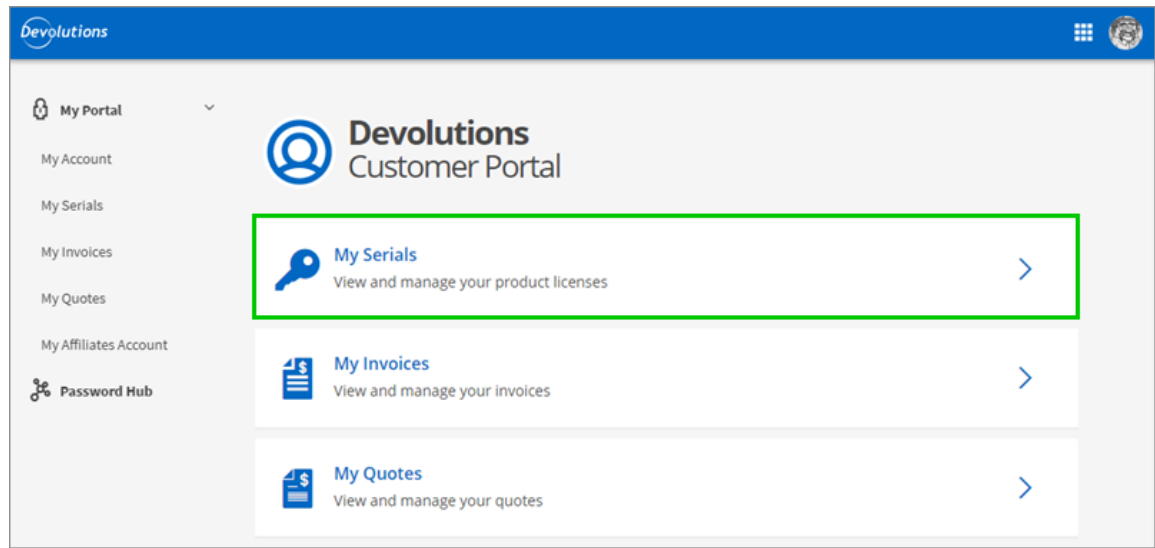 Devolutions
My Portal
My Account
My Serials
My Invoices
My Quotes
My Affiliates Account
Password Hub
Devolutions
Customer Portal
My Serials
View and manage your product licenses
My Invoices
View and manage your invoices
My Quotes
View and manage your quotes